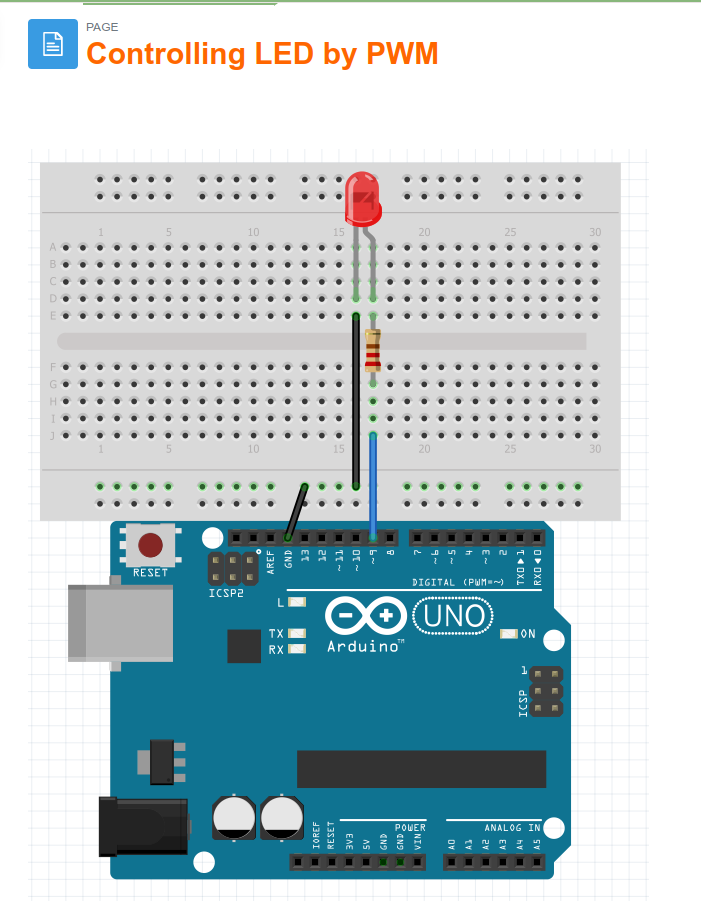 PAGE
Controlling LED by PWM
1 5 10 15 20 25 30
A
B
C
D
E
F
G
H
I
J
1 5 10 15 20 25 30
RESET
ICSP2
AREF GND 13 12 ~11 ~10 ~9 8 7 ~6 ~5 4 ~3 2 TX0▶1 RX0◀0
DIGITAL (PWM=~)
L
TX
RX
Arduino™
UNO
ON
1
ICSP
POWER
ANALOG IN
IOREF RESET 3V3 5V GND GND VIN A0 A1 A2 A3 A4 A5